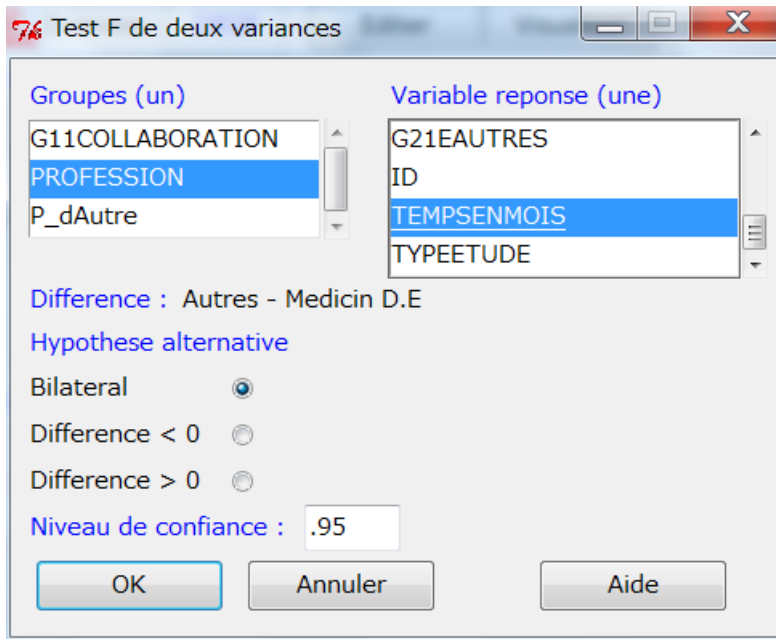 Test F de deux variances
Groupes (un)
G11COLLABORATION
PROFESSION
P_dAutre
Variable reponse (une)
G21EAUTRES
ID
TEMPSENMOIS
TYPEETUDE
Difference : Autres - Medicin D.E
Hypothese alternative
Bilateral
Difference < 0
Difference > 0
Niveau de confiance : .95
OK Annuler Aide